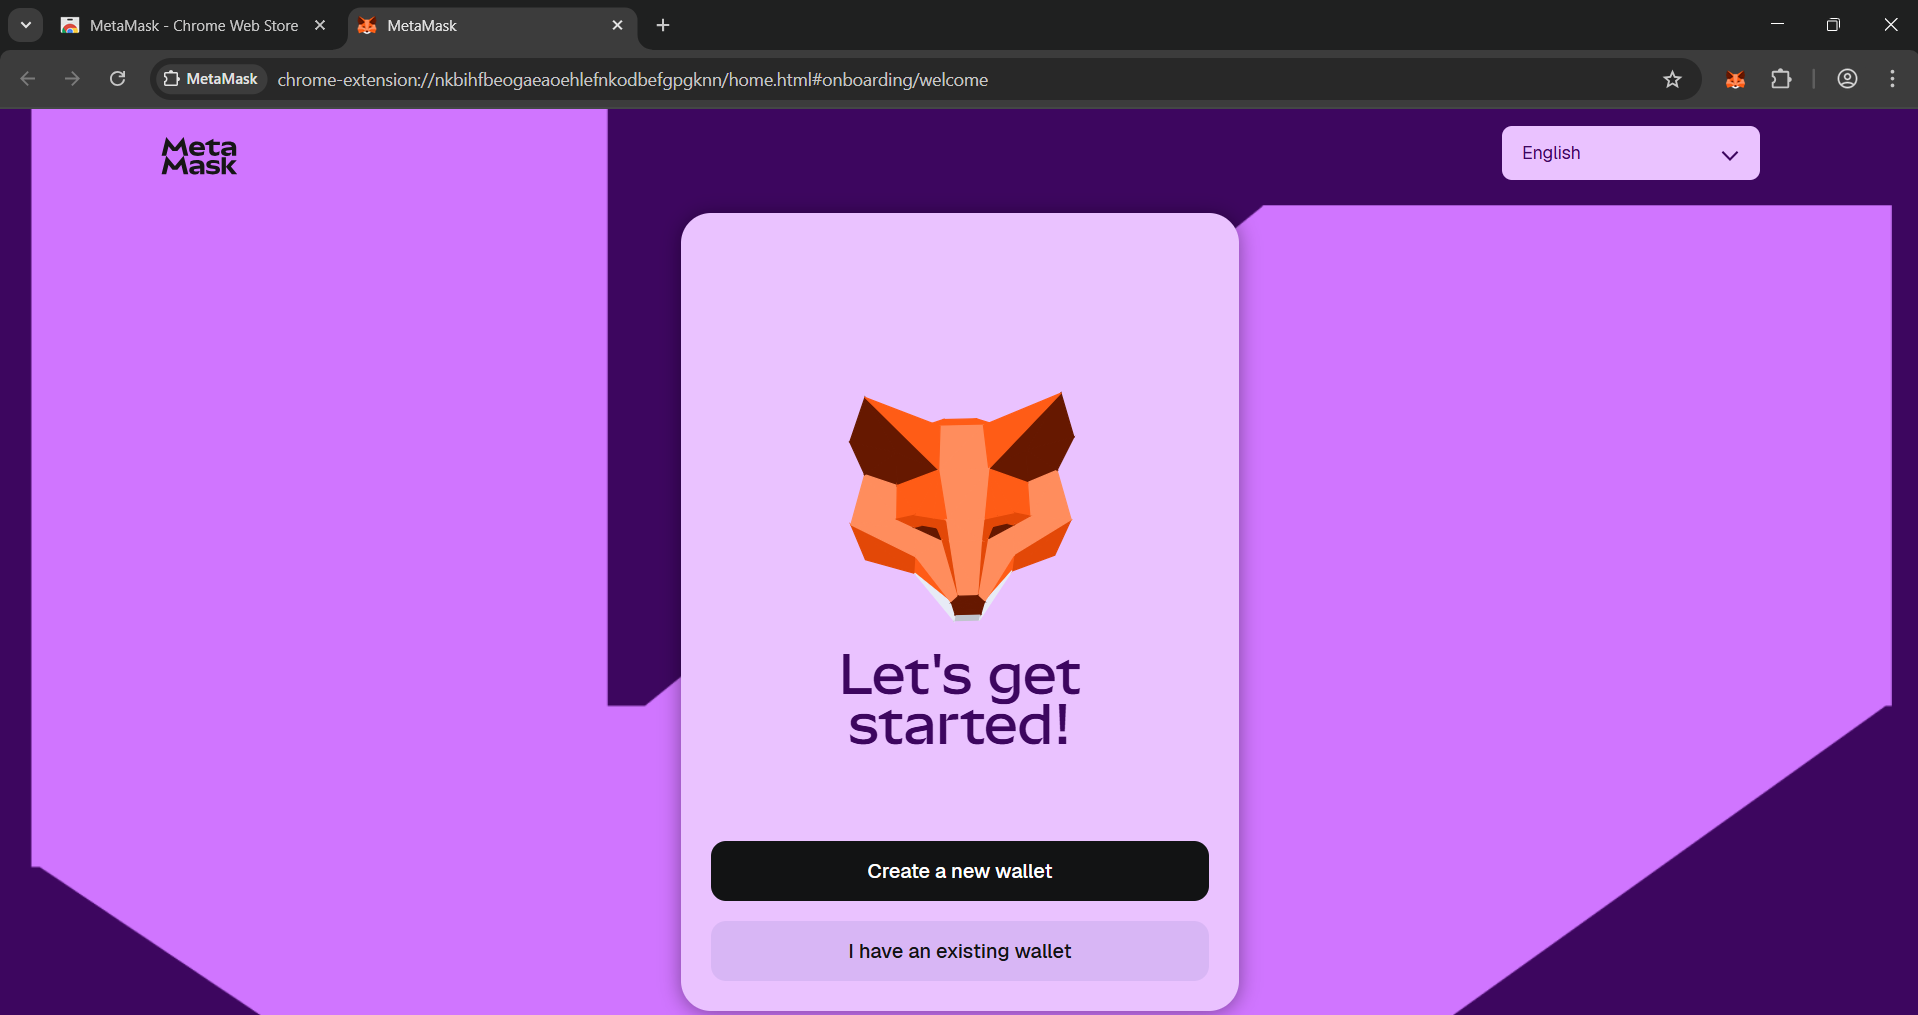 MetaMask - Chrome Web Store
MetaMask
MetaMask
chrome-extension://nkbihfbeogaeaoehlefnkodbefgpgknn/home.html#onboarding/welcome
Meta
Mask
English
Let's get
started!
Create a new wallet
I have an existing wallet